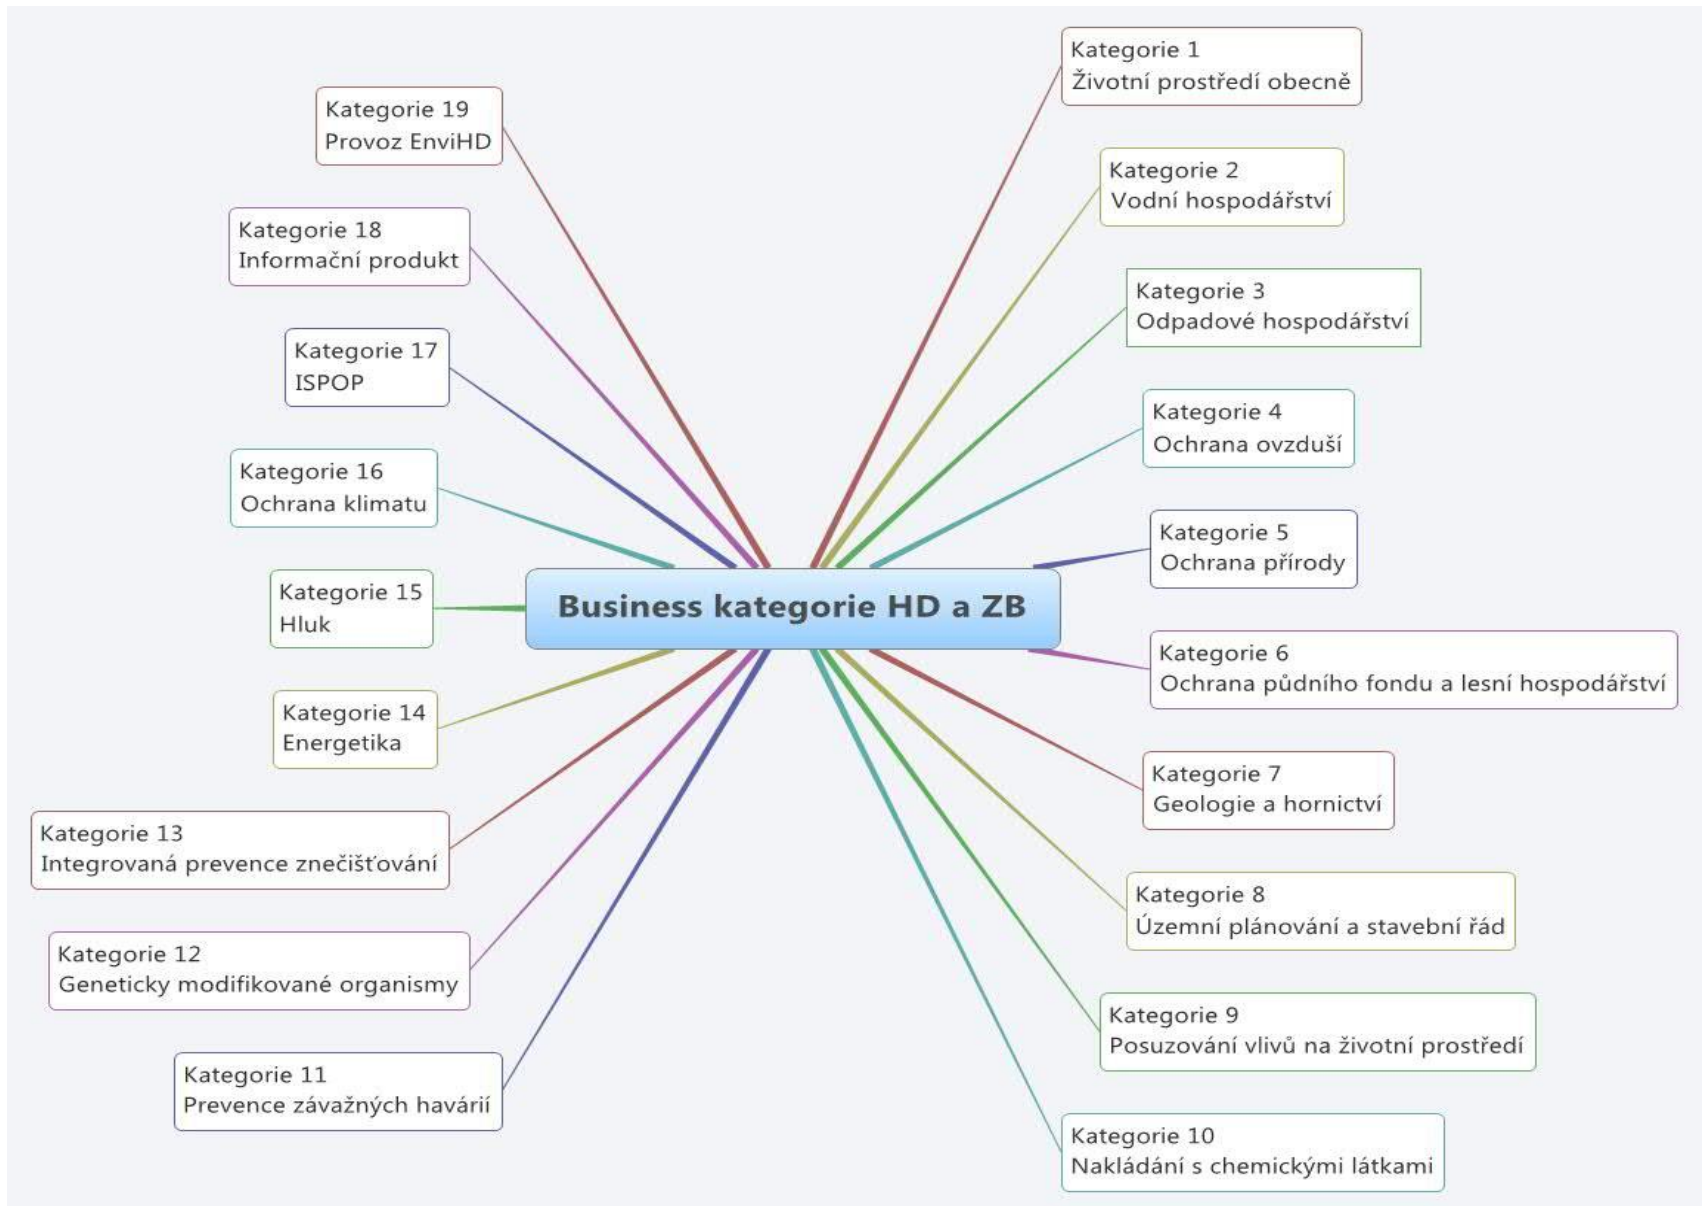 Business kategorie HD a ZB
Kategorie 1
Životní prostředí obecně
Kategorie 2
Vodní hospodářství
Kategorie 3
Odpadové hospodářství
Kategorie 4
Ochrana ovzduší
Kategorie 5
Ochrana přírody
Kategorie 6
Ochrana půdního fondu a lesní hospodářství
Kategorie 7
Geologie a hornictví
Kategorie 8
Územní plánování a stavební řád
Kategorie 9
Posuzování vlivů na životní prostředí
Kategorie 10
Nakládání s chemickými látkami
Kategorie 11
Prevence závažných havárií
Kategorie 12
Geneticky modifikované organismy
Kategorie 13
Integrovaná prevence znečišťování
Kategorie 14
Energetika
Kategorie 15
Hluk
Kategorie 16
Ochrana klimatu
Kategorie 17
ISPOP
Kategorie 18
Informační produkt
Kategorie 19
Provoz EnviHD